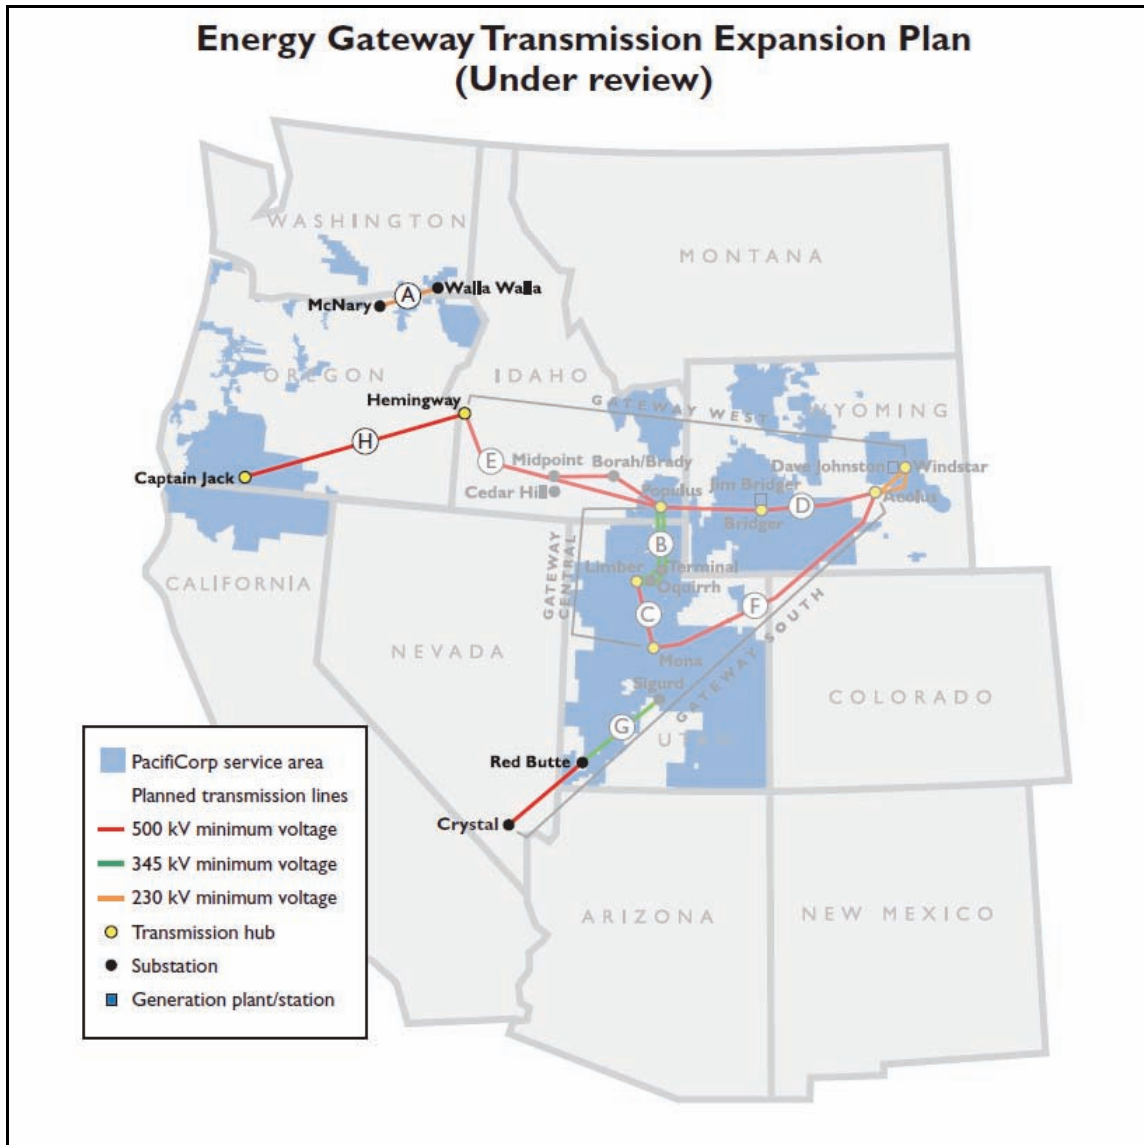 Energy Gateway Transmission Expansion Plan
(Under review)
WASHINGTON
MONTANA
Walla Walla
A
McNary
OREGON
IDAHO
Hemingway
GATEWAY WEST
WYOMING
H
E
Midpoint
Borah/Brady
Dave Johnston
Windstar
Captain Jack
Cedar Hill
Populus
Jim Bridger
Aeolus
D
Bridger
B
GATEWAY
CENTRAL
Limber
Terminal
Oquirrh
CALIFORNIA
C
F
GATEWAY SOUTH
NEVADA
Mona
Sigurd
COLORADO
G
UTAH
Red Butte
Crystal
PacifiCorp service area
Planned transmission lines
500 kV minimum voltage
345 kV minimum voltage
230 kV minimum voltage
Transmission hub
Substation
Generation plant/station
ARIZONA
NEW MEXICO